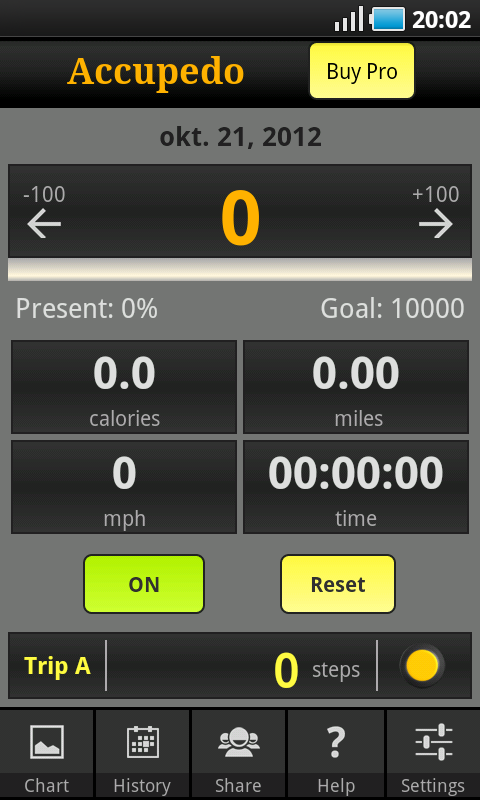 20:02
Accupedo
Buy Pro
okt. 21, 2012
-100
0
+100
Present: 0%
Goal: 10000
0.0
0.00
calories
miles
0
00:00:00
mph
time
ON
Reset
Trip A
0 steps
?
Chart
History
Share
Help
Settings